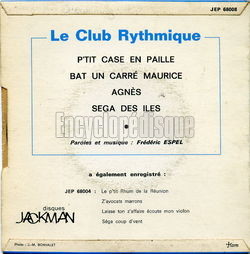 JEP 68008
Le Club Rythmique
P'TIT CASE EN PAILLE
BAT UN CARRÉ MAURICE
AGNÈS
SEGA DES ILES
Encyclopédisque
Paroles et musique : Frédéric ESPEL
a également enregistré :
JEP 68004 : Le p'tit Rhum de la Réunion
Z'avocats marrons
Laisse ton z'affaire écoute mon violon
Séga coup d'vent
disques
JACKMAN
Photo : J.-M. BONVALET